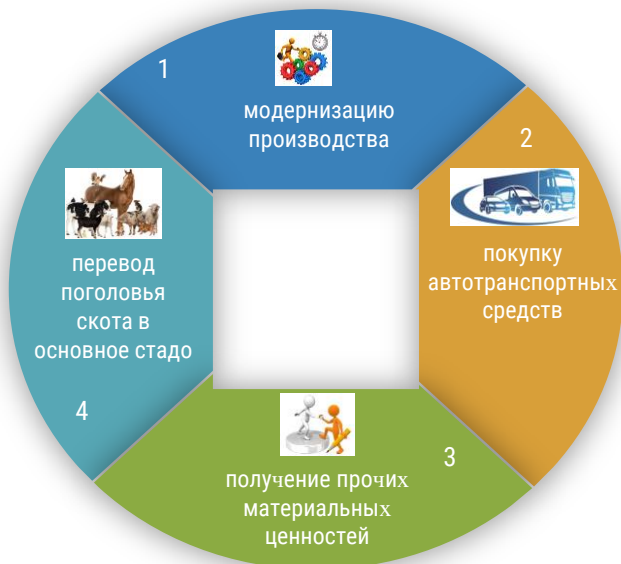 1
модернизацию
производства
2
покупку
автотранспортных
средств
3
получение прочих
материальных
ценностей
4
перевод
поголовья
скота в
основное стадо